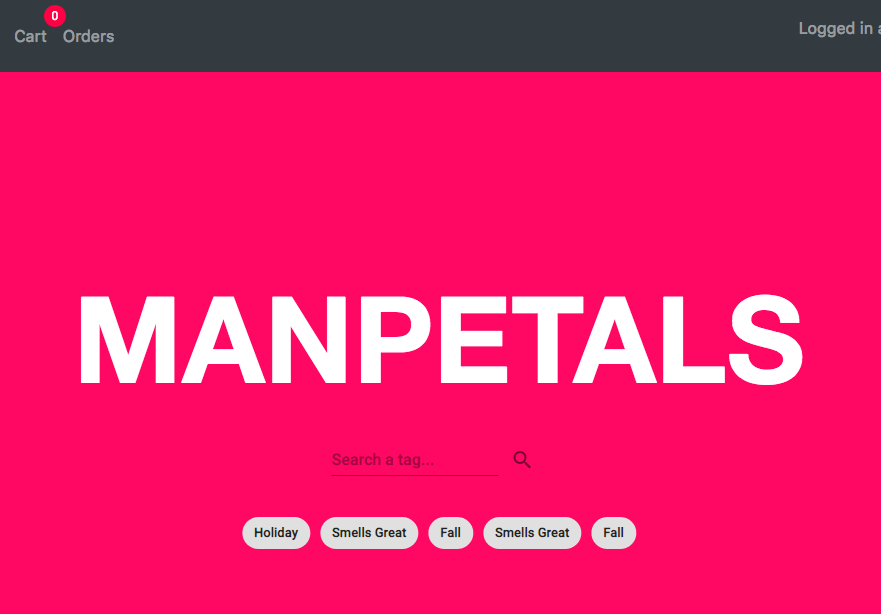 0
Cart Orders
Logged in
MANPETALS
Search a tag...
Holiday Smells Great Fall Smells Great Fall